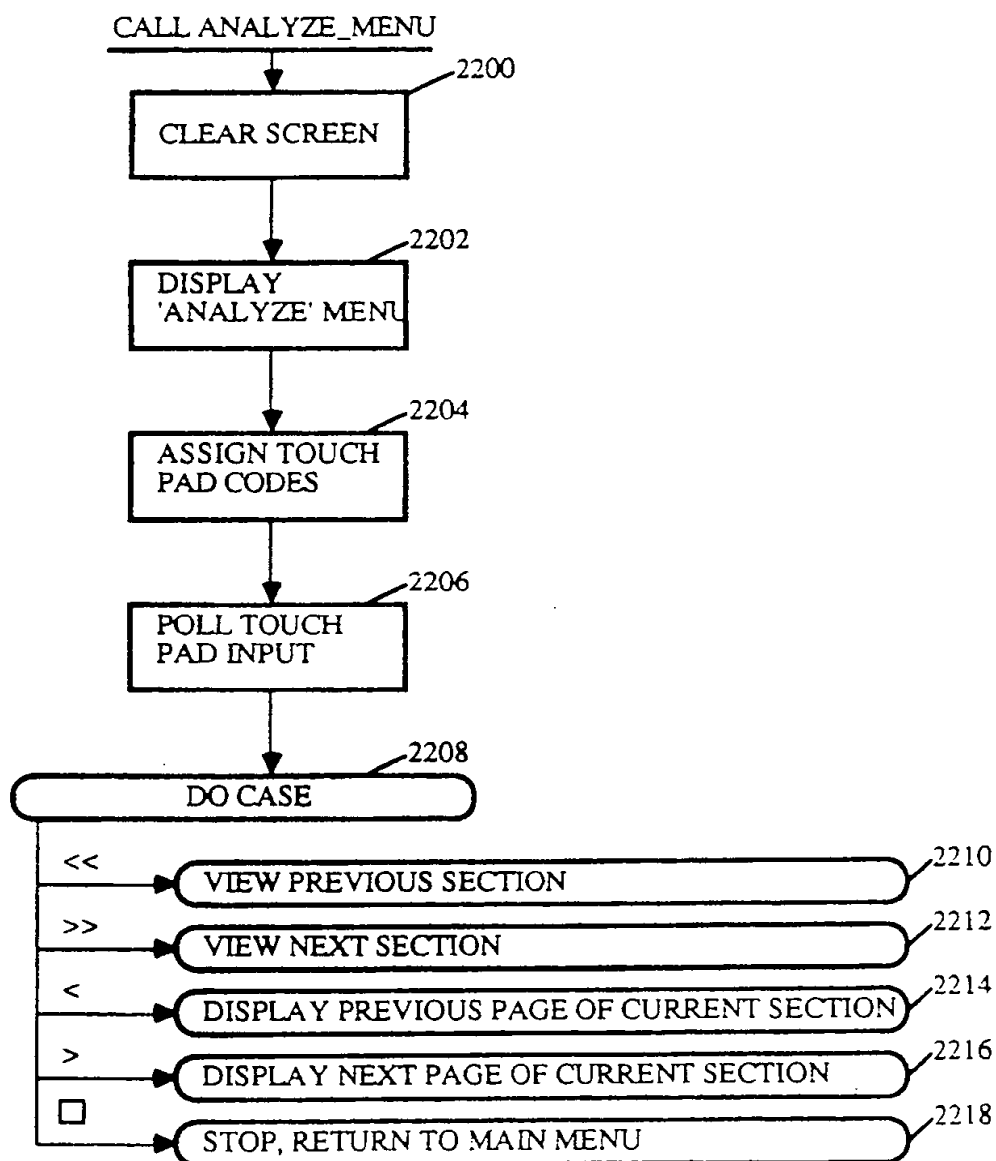 CALL ANALYZE_MENU
2200
CLEAR SCREEN
2202
DISPLAY
'ANALYZE' MENU
2204
ASSIGN TOUCH
PAD CODES
2206
POLL TOUCH
PAD INPUT
2208
DO CASE
<<
VIEW PREVIOUS SECTION
2210
>>
VIEW NEXT SECTION
2212
<
DISPLAY PREVIOUS PAGE OF CURRENT SECTION
2214
>
DISPLAY NEXT PAGE OF CURRENT SECTION
2216
STOP, RETURN TO MAIN MENU
2218